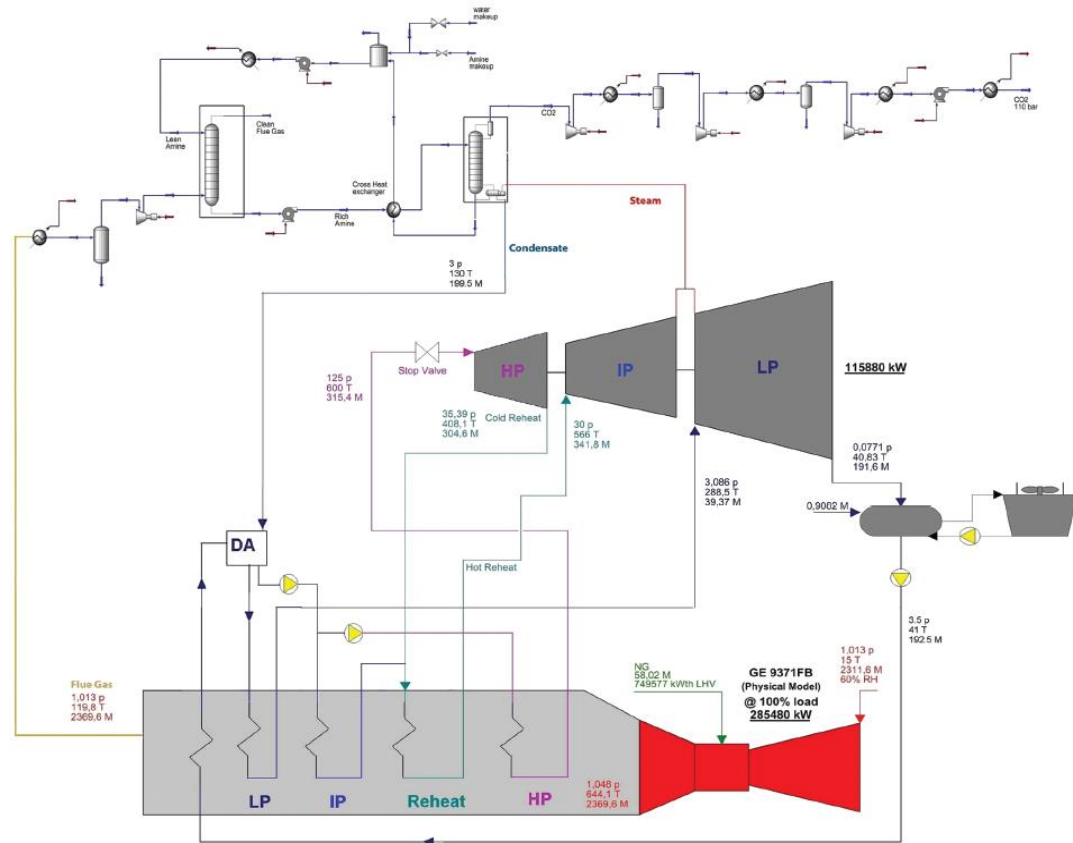 water
makeup
Amine
makeup
Lean
Amine
Clean
Flue Gas
Cross Heat
exchanger
Rich
Amine
CO2
CO2
110 bar
Steam
Condensate
3 p
130 T
199.5 M
Stop Valve
HP
IP
LP
115880 kW
125 p
600 T
315,4 M
35,39 p
408,1 T
304,6 M
Cold Reheat
30 p
566 T
341,8 M
0,0771 p
40,83 T
191,6 M
3,086 p
288,5 T
39,37 M
0,9002 M
DA
Hot Reheat
3.5 p
41 T
192.5 M
Flue Gas
1,013 p
119,8 T
2369,6 M
NG
58,02 M
749577 kWth LHV
GE 9371FB
(Physical Model)
@ 100% load
285480 kW
1,013 p
15 T
2311,6 M
60% RH
LP
IP
Reheat
HP
1,048 p
644,1 T
2369,6 M